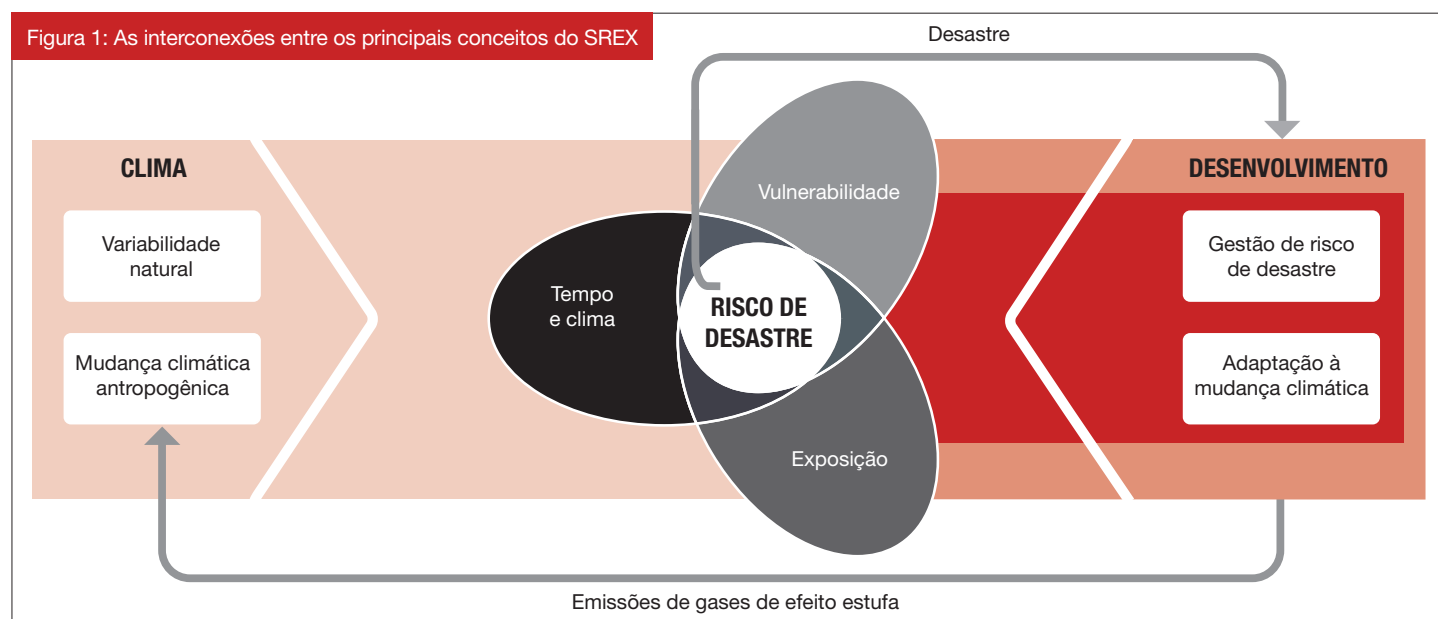 Figura 1: As interconexões entre os principais conceitos do SREX
Desastre
CLIMA
Variabilidade
natural
Mudança climática
antropogênica
Tempo
e clima
Vulnerabilidade
RISCO DE
DESASTRE
Exposição
DESENVOLVIMENTO
Gestão de risco
de desastre
Adaptação à
mudança climática
Emissões de gases de efeito estufa